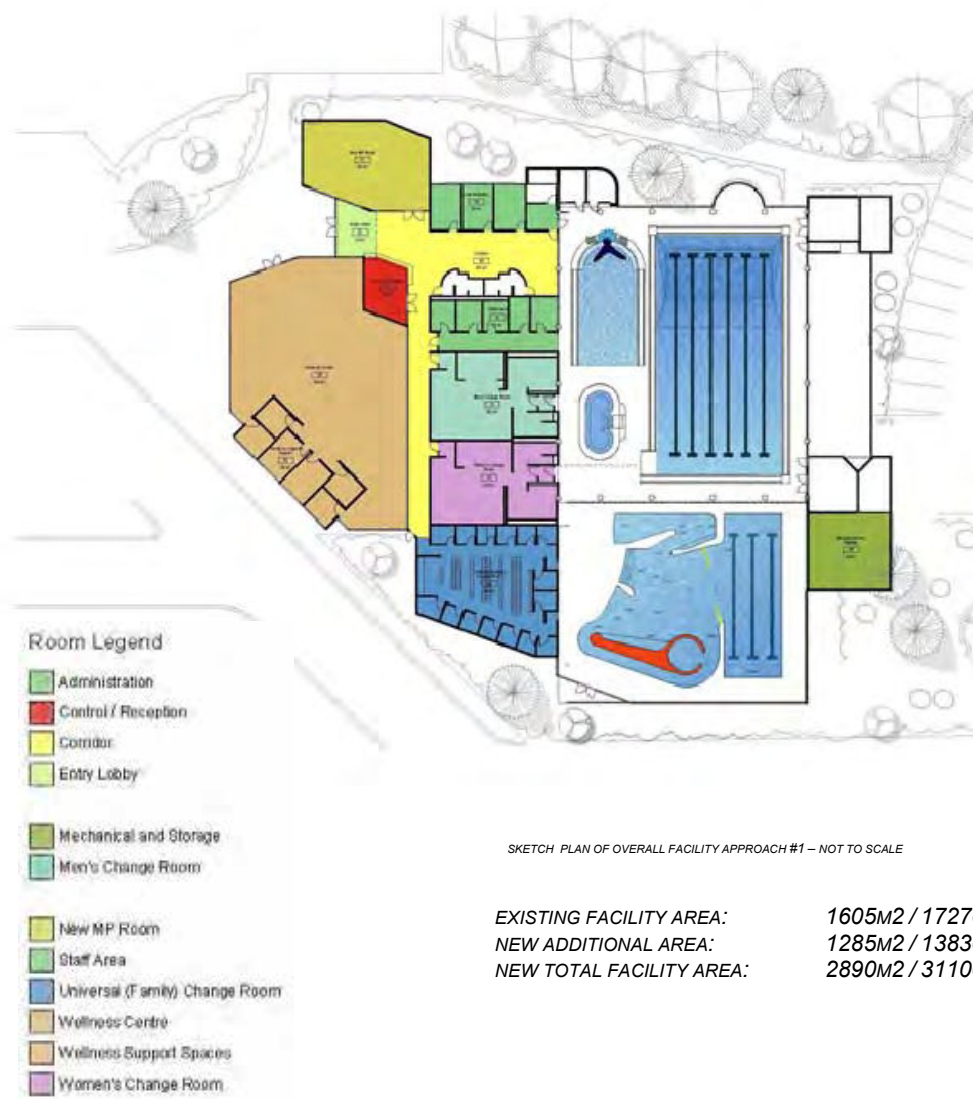 Room Legend
Administration
Control / Reception
Corridor
Entry Lobby
Mechanical and Storage
Men's Change Room
New MP Room
Staff Area
Universal (Family) Change Room
Wellness Centre
Wellness Support Spaces
Women's Change Room
SKETCH PLAN OF OVERALL FACILITY APPROACH #1 – NOT TO SCALE
EXISTING FACILITY AREA: 1605M2 / 1727
NEW ADDITIONAL AREA: 1285M2 / 1383
NEW TOTAL FACILITY AREA: 2890M2 / 3110